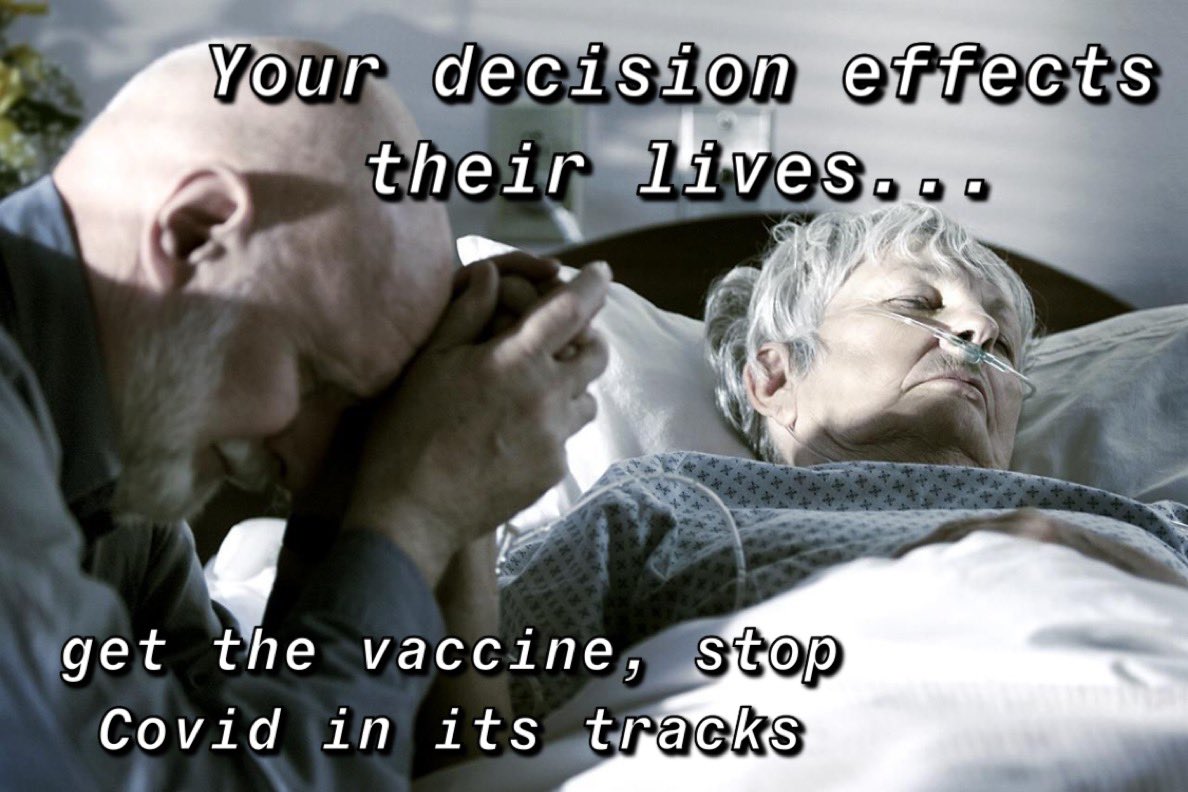 Your decision effects
their lives...
get the vaccine, stop
Covid in its tracks